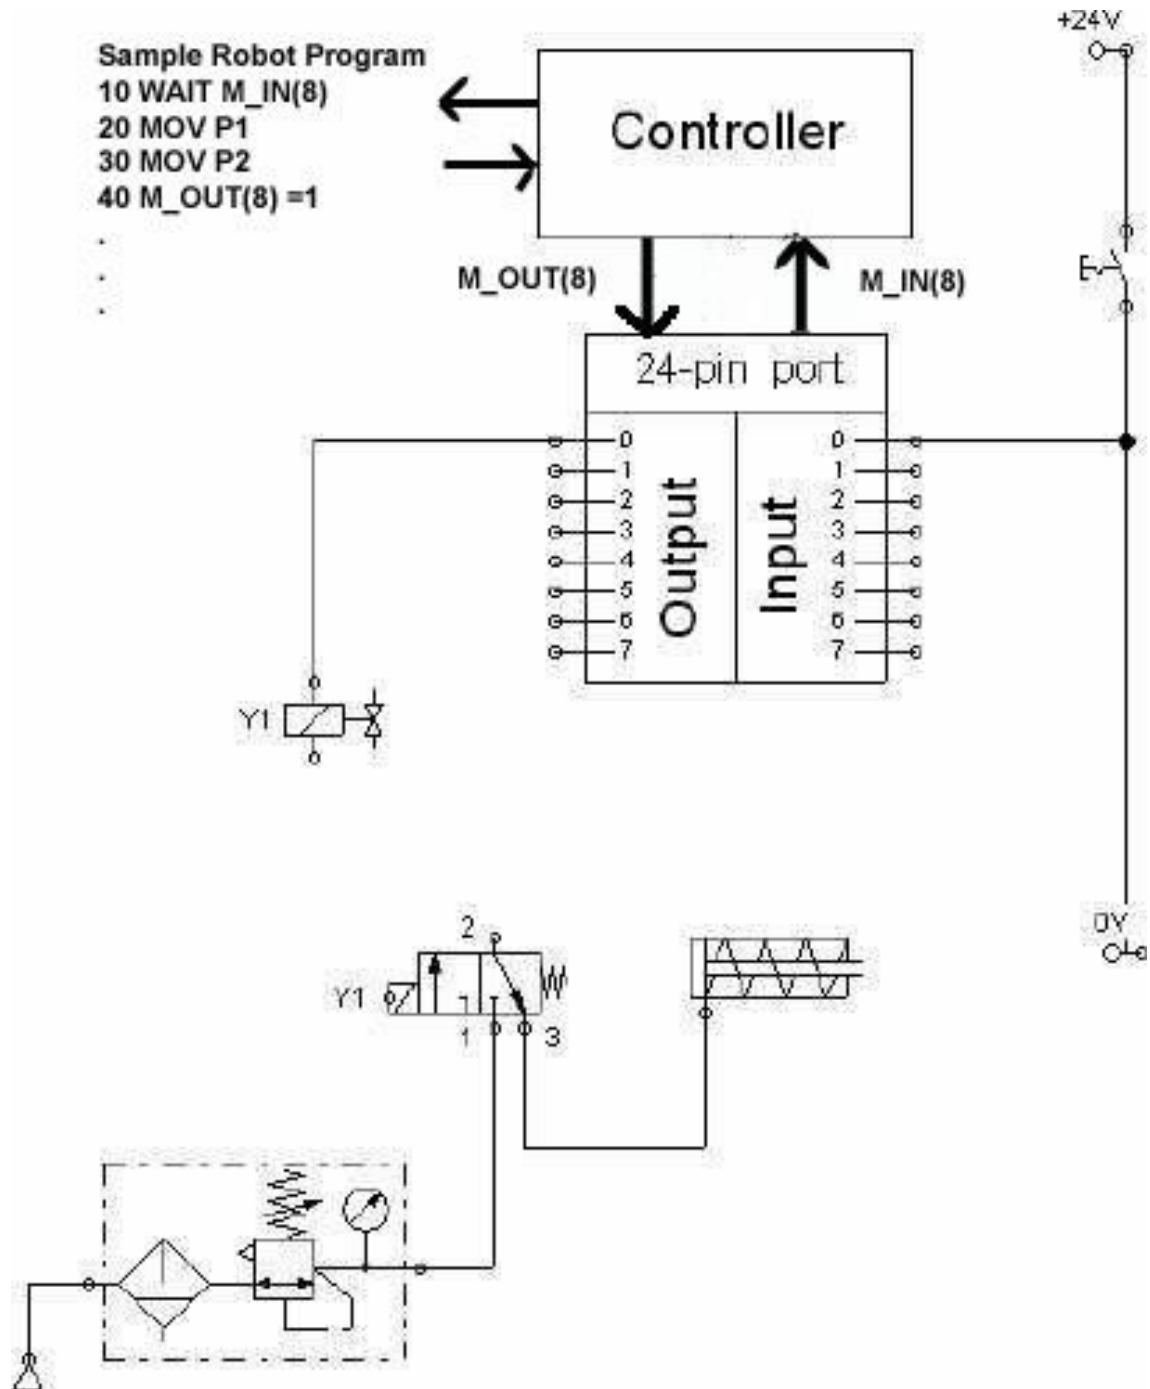 +24V
Sample Robot Program
10 WAIT M_IN(8)
20 MOV P1
30 MOV P2
40 M_OUT(8) =1
.
.
.
Controller
M_OUT(8)
M_IN(8)
24-pin port
0
1
2
3
4
5
6
7
Output
Input
0
1
2
3
4
5
6
7
Y1
0V
2
Y1
1
3